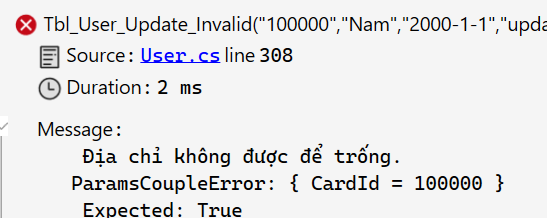 Tbl_User_Update_Invalid("100000","Nam","2000-1-1","upda
Source: User.cs line 308
Duration: 2 ms
Message:
Địa chỉ không được để trống.
ParamsCoupleError: { CardId = 100000 }
Expected: True